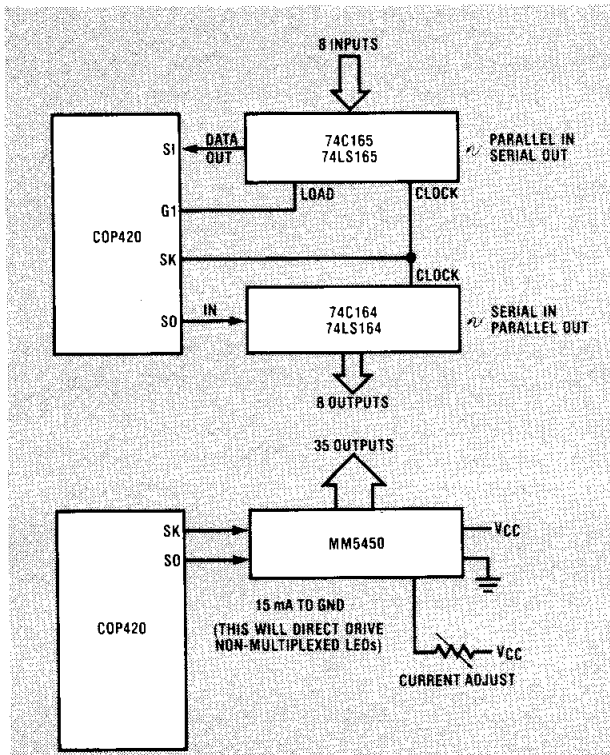 8 INPUTS
COP420
SI
DATA
OUT
74C165
74LS165
PARALLEL IN
SERIAL OUT
G1
LOAD
CLOCK
SK
CLOCK
SO
IN
74C164
74LS164
SERIAL IN
PARALLEL OUT
8 OUTPUTS
35 OUTPUTS
COP420
SK
SO
MM5450
VCC
15 mA TO GND
(THIS WILL DIRECT DRIVE
NON-MULTIPLEXED LEDs)
VCC
CURRENT ADJUST